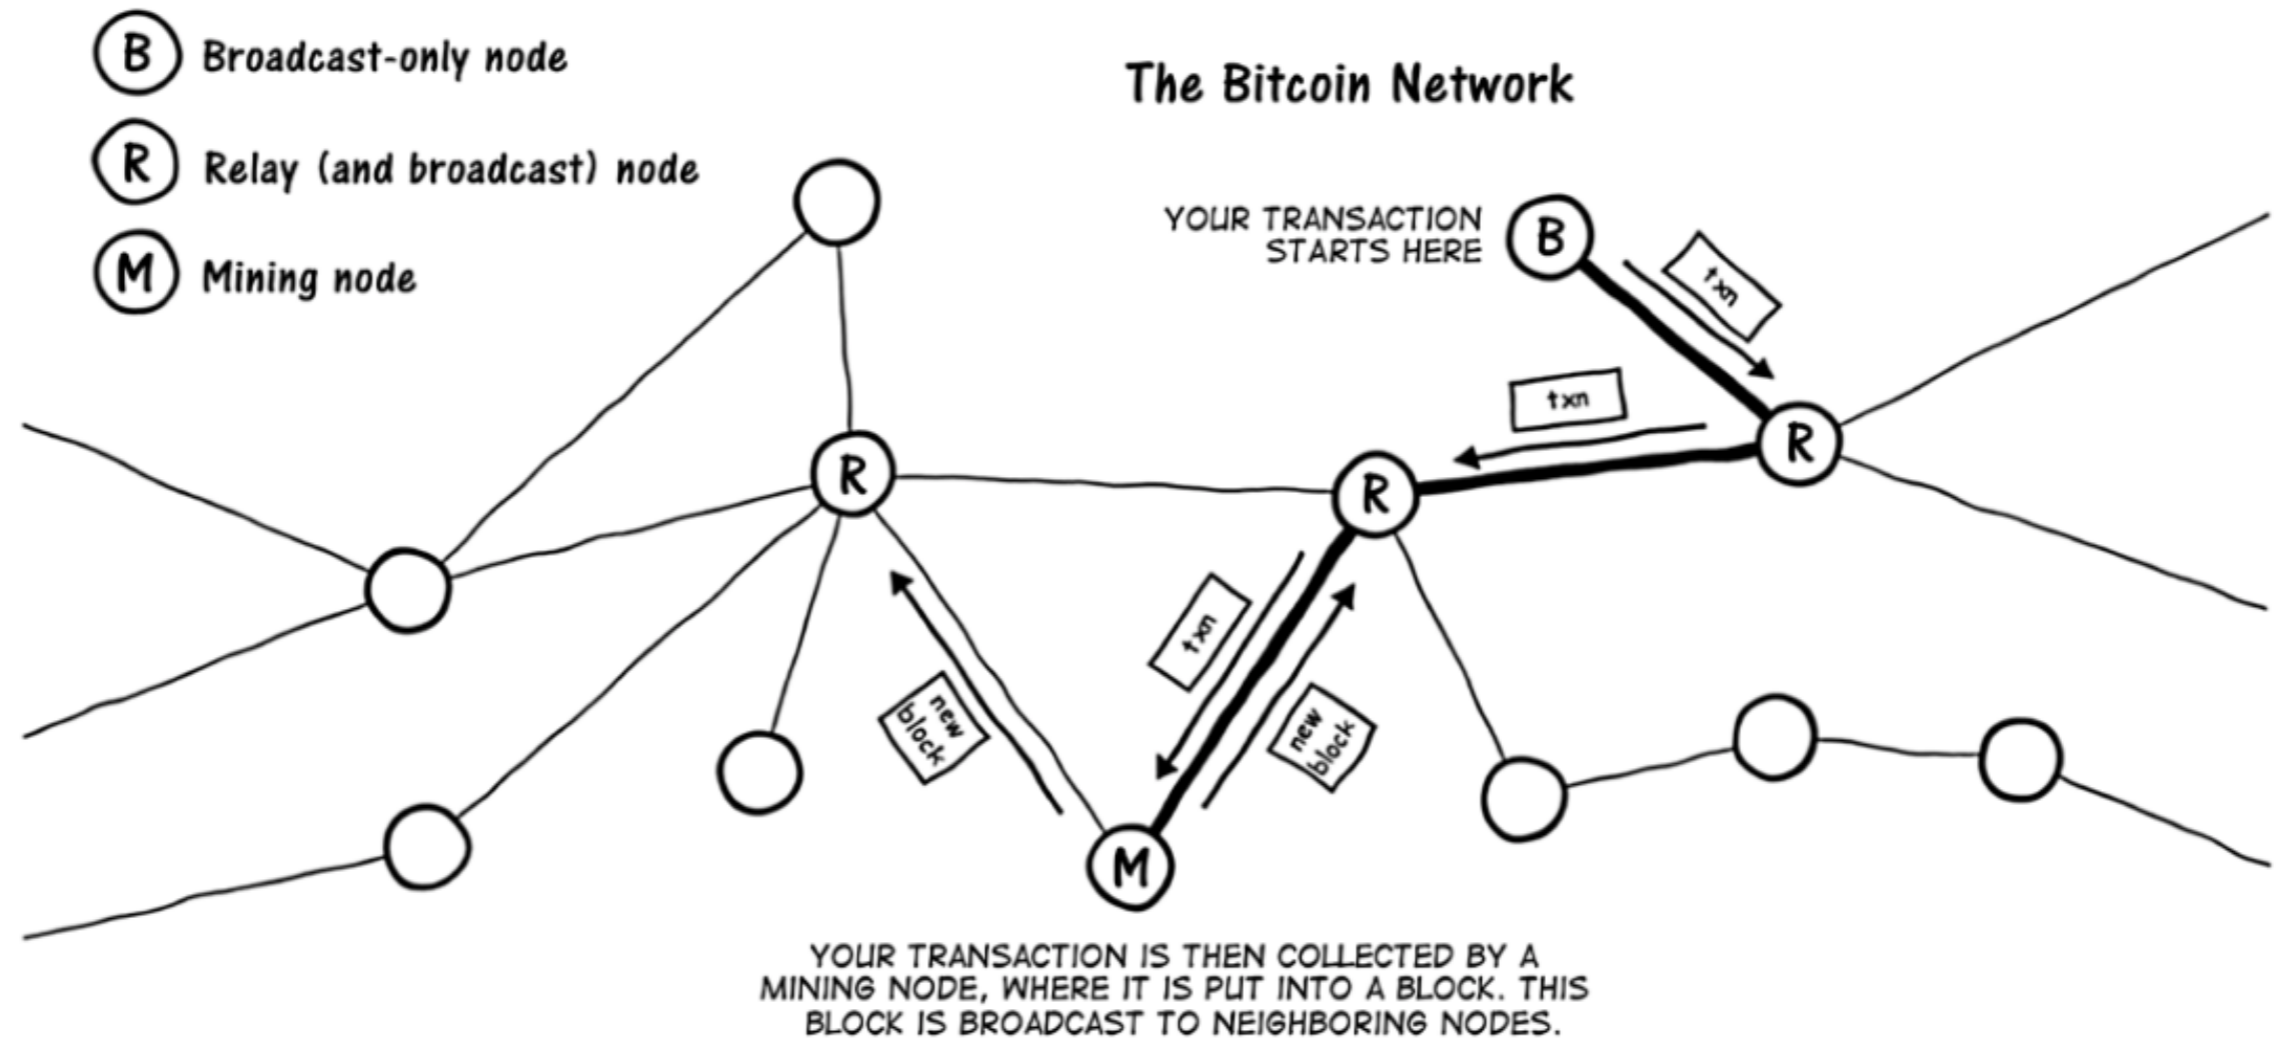 B Broadcast-only node
R Relay (and broadcast) node
M Mining node
The Bitcoin Network
YOUR TRANSACTION
STARTS HERE
B
txn
txn
R
R
R
txn
new
block
new
block
M
YOUR TRANSACTION IS THEN COLLECTED BY A
MINING NODE, WHERE IT IS PUT INTO A BLOCK. THIS
BLOCK IS BROADCAST TO NEIGHBORING NODES.